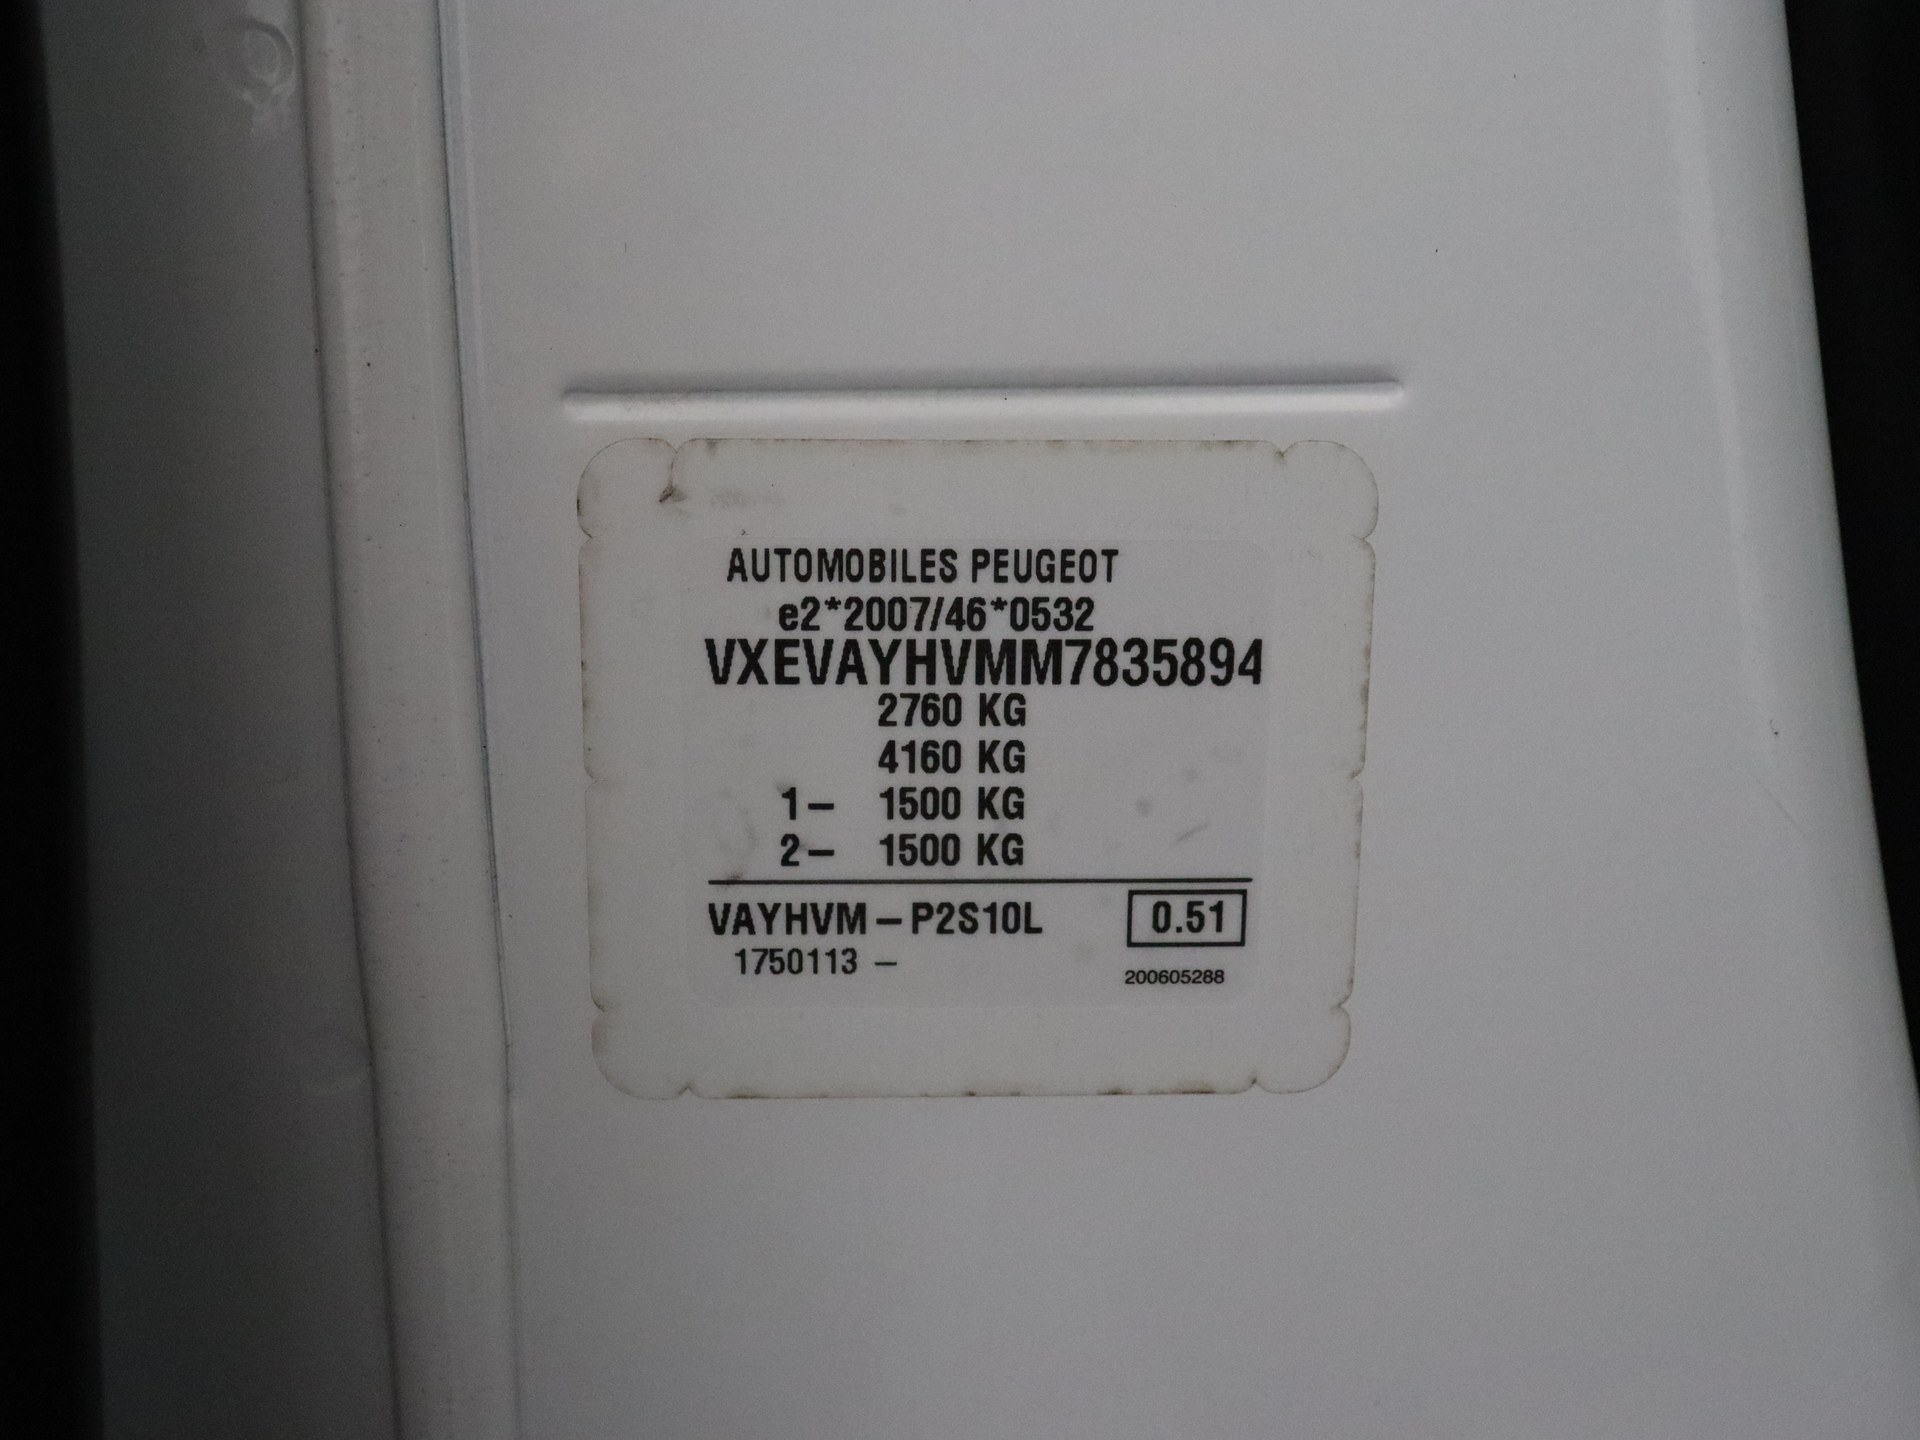 AUTOMOBILES PEUGEOT
e2*2007/46*0532
VXEVAYHVMM7835894
2760 KG
4160 KG
1– 1500 KG
2– 1500 KG
VAYHVM – P2S10L 0.51
1750113 – 200605288